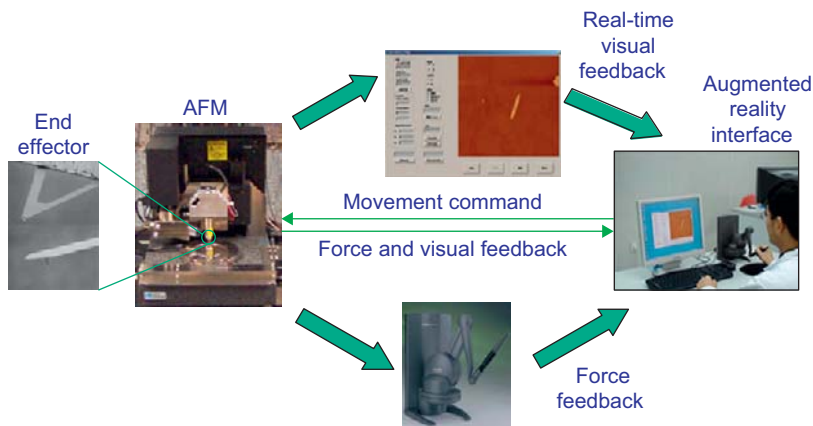 Real-time
visual
feedback
AFM
Augmented
reality
interface
End
effector
Movement command
Force and visual feedback
Force
feedback